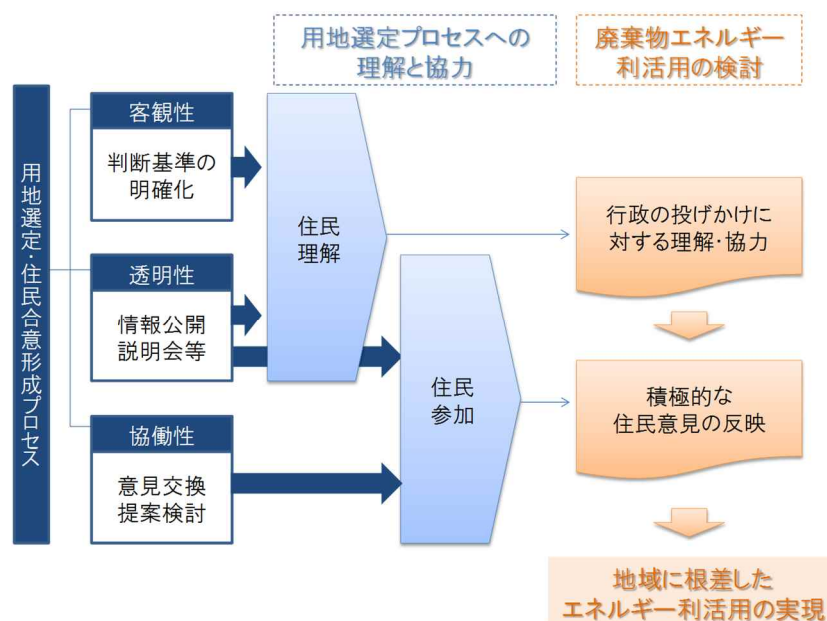 用地選定プロセスへの
理解と協力
廃棄物エネルギー
利活用の検討
用地選定・住民合意形成プロセス
客観性
判断基準の
明確化
透明性
情報公開
説明会等
協働性
意見交換
提案検討
住民
理解
住民
参加
行政の投げかけに
対する理解・協力
積極的な
住民意見の反映
地域に根差した
エネルギー利活用の実現